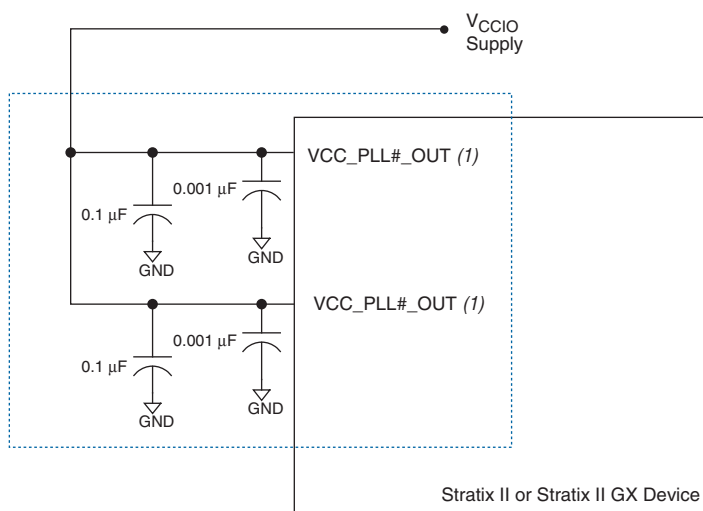 VCCIO
Supply
VCC_PLL#_OUT (1)
0.001 μF
0.1 μF
GND
GND
VCC_PLL#_OUT (1)
0.001 μF
0.1 μF
GND
GND
Stratix II or Stratix II GX Device